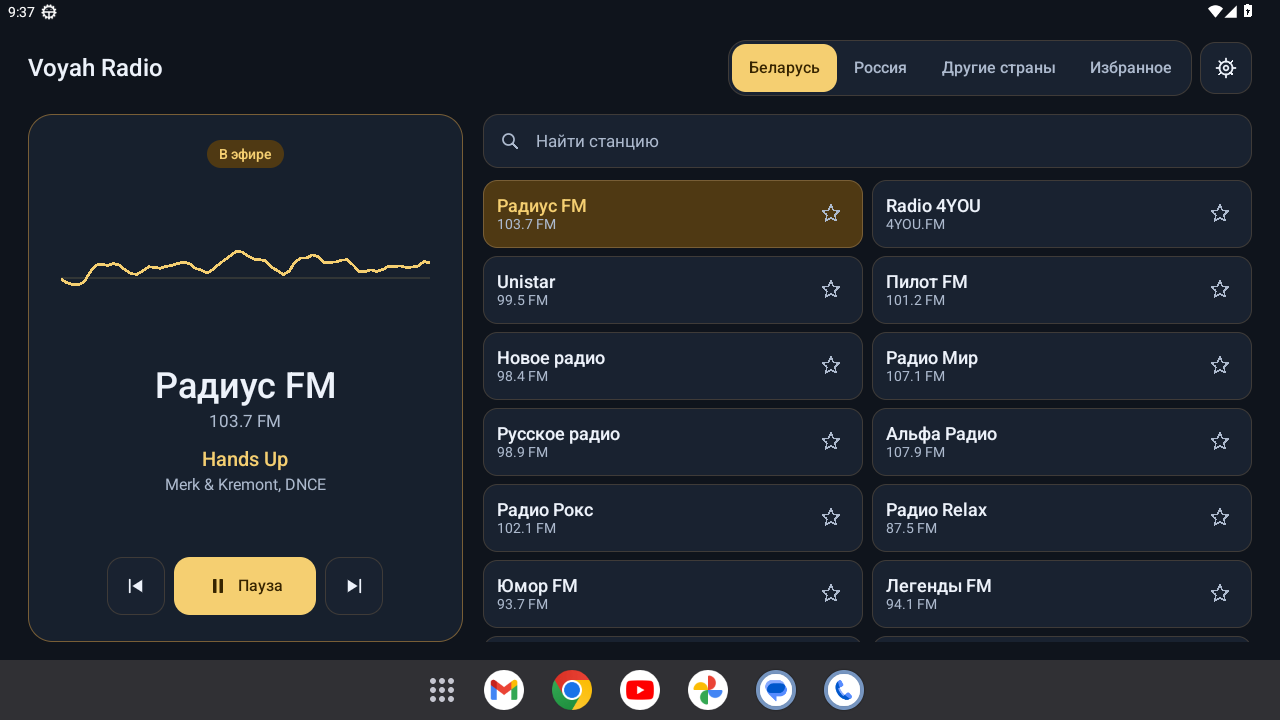 9:37
Voyah Radio
Беларусь
Россия
Другие страны
Избранное
В эфире
Радиус FM
103.7 FM
Hands Up
Merk & Kremont, DNCE
Пауза
Найти станцию
Радиус FM
103.7 FM
Radio 4YOU
4YOU.FM
Unistar
99.5 FM
Пилот FM
101.2 FM
Новое радио
98.4 FM
Радио Мир
107.1 FM
Русское радио
98.9 FM
Альфа Радио
107.9 FM
Радио Рокс
102.1 FM
Радио Relax
87.5 FM
Юмор FM
93.7 FM
Легенды FM
94.1 FM